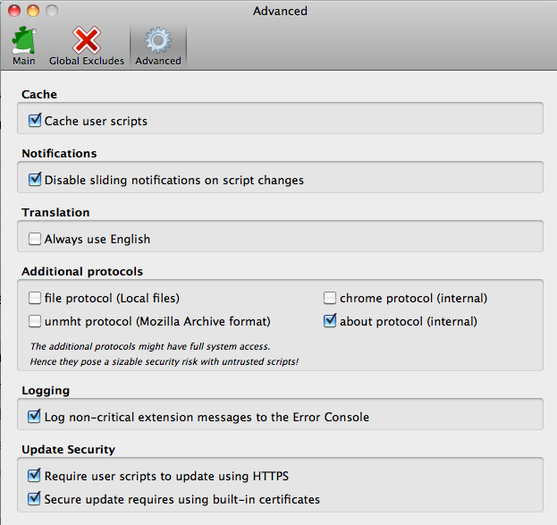 Advanced
Main
Global Excludes
Advanced
Cache
Cache user scripts
Notifications
Disable sliding notifications on script changes
Translation
Always use English
Additional protocols
file protocol (Local files)
chrome protocol (internal)
unmht protocol (Mozilla Archive format)
about protocol (internal)
The additional protocols might have full system access.
Hence they pose a sizable security risk with untrusted scripts!
Logging
Log non-critical extension messages to the Error Console
Update Security
Require user scripts to update using HTTPS
Secure update requires using built-in certificates